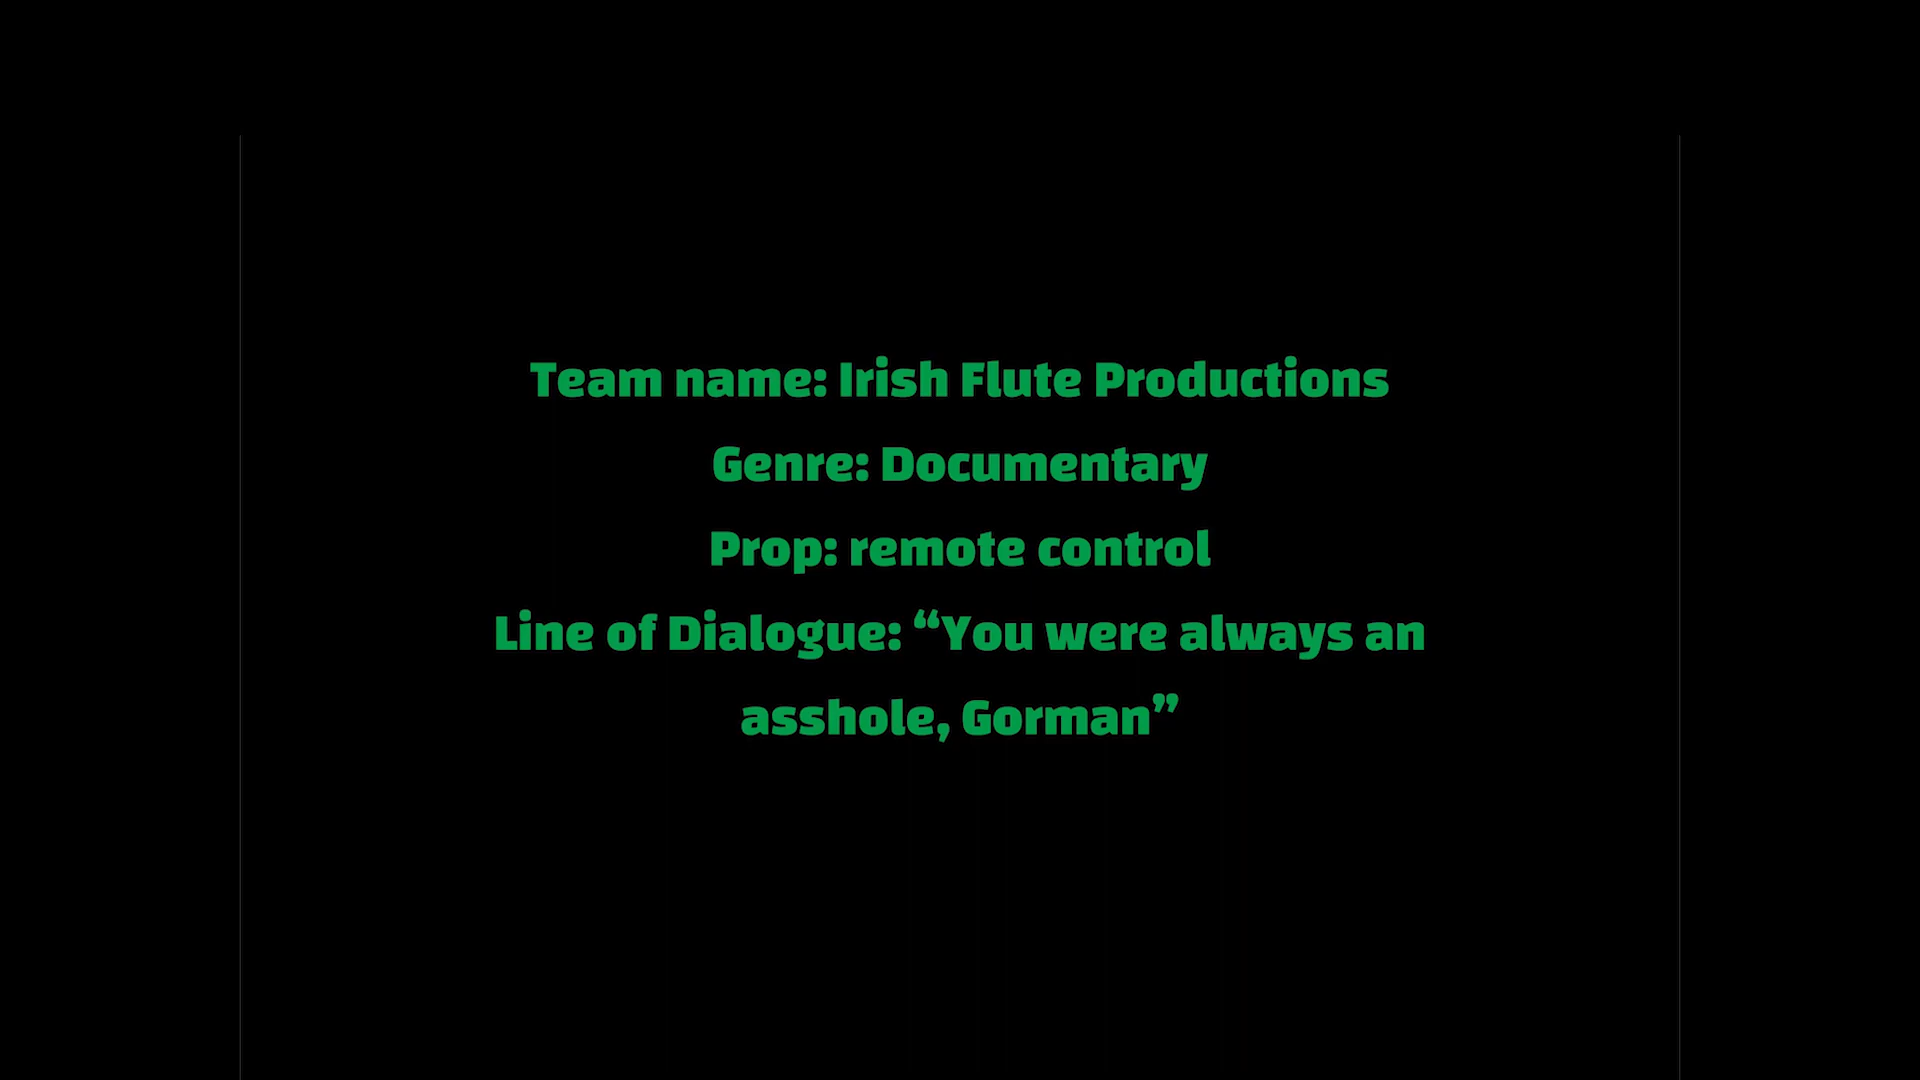 Team name: Irish Flute Productions
Genre: Documentary
Prop: remote control
Line of Dialogue: “You were always an
asshole, Gorman”